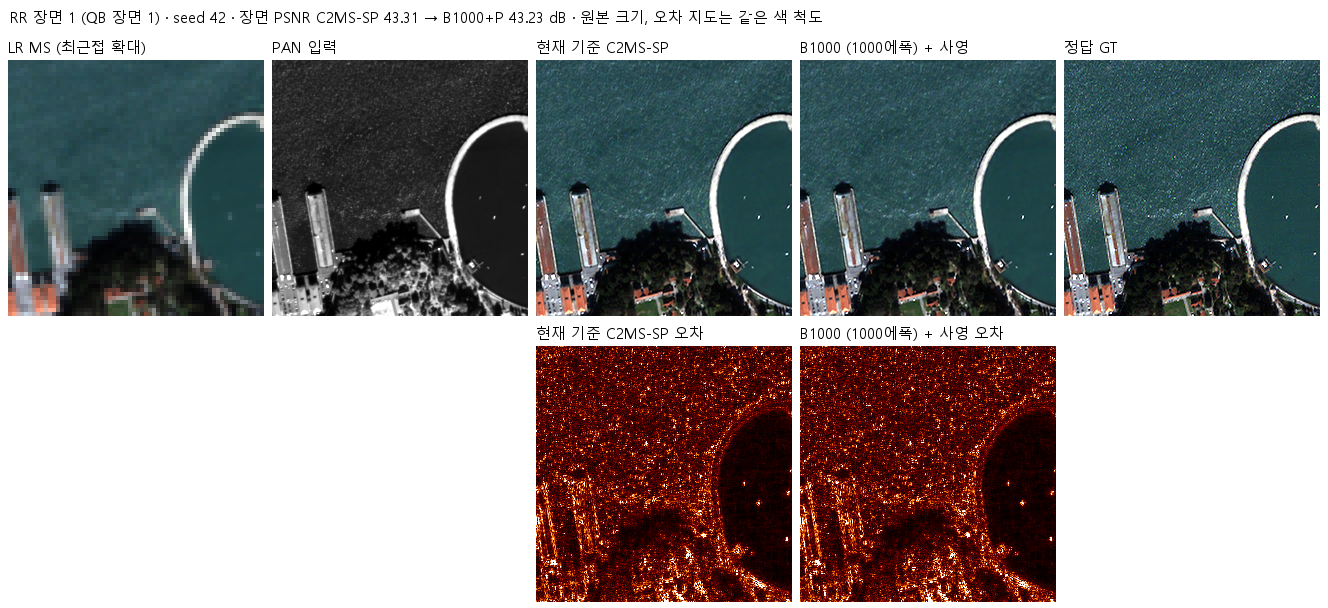 RR 장면 1 (QB 장면 1) · seed 42 · 장면 PSNR C2MS-SP 43.31 → B1000+P 43.23 dB · 원본 크기, 오차 지도는 같은 색 척도
LR MS (최근접 확대)
PAN 입력
현재 기준 C2MS-SP
B1000 (1000에폭) + 사영
정답 GT
현재 기준 C2MS-SP 오차
B1000 (1000에폭) + 사영 오차